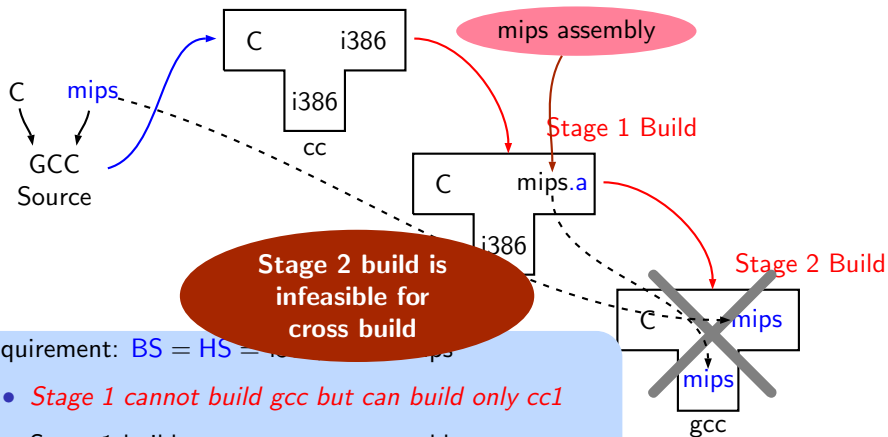 mips assembly
C i386
i386
cc
C mips
GCC
Source
Stage 1 Build
C mips.a
i386
Stage 2 Build
Stage 2 build is
infeasible for
cross build
C mips
mips
gcc
quirement: BS = HS =
• Stage 1 cannot build gcc but can build only cc1